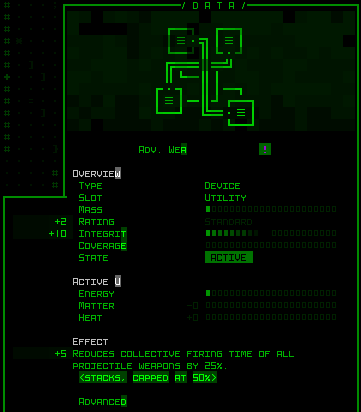 / D A T A /
Adv. Wea
Overview
Type Device
Slot Utility
Mass
+2 Rating Standard
+10 Integrit
Coverage
State ACTIVE
Active U
Energy
Matter -0
Heat +0
Effect
+5 Reduces collective firing time of all
projectile weapons by 25%.
<stacks, capped at 50%>
Advanced